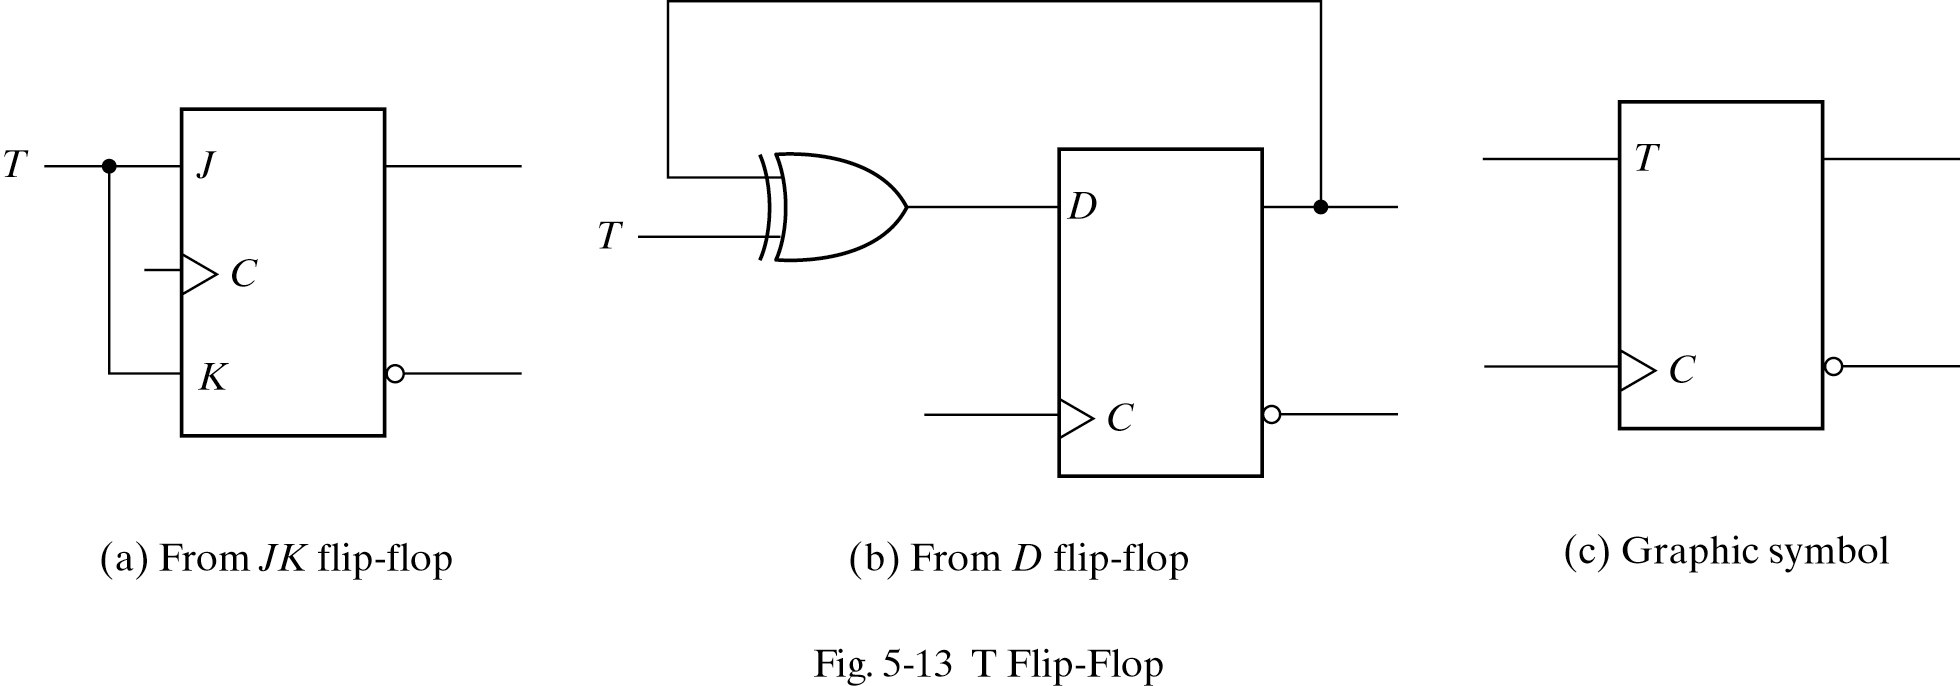 T
J
C
K
(a) From JK flip-flop
T
D
C
(b) From D flip-flop
T
C
(c) Graphic symbol
Fig. 5-13 T Flip-Flop